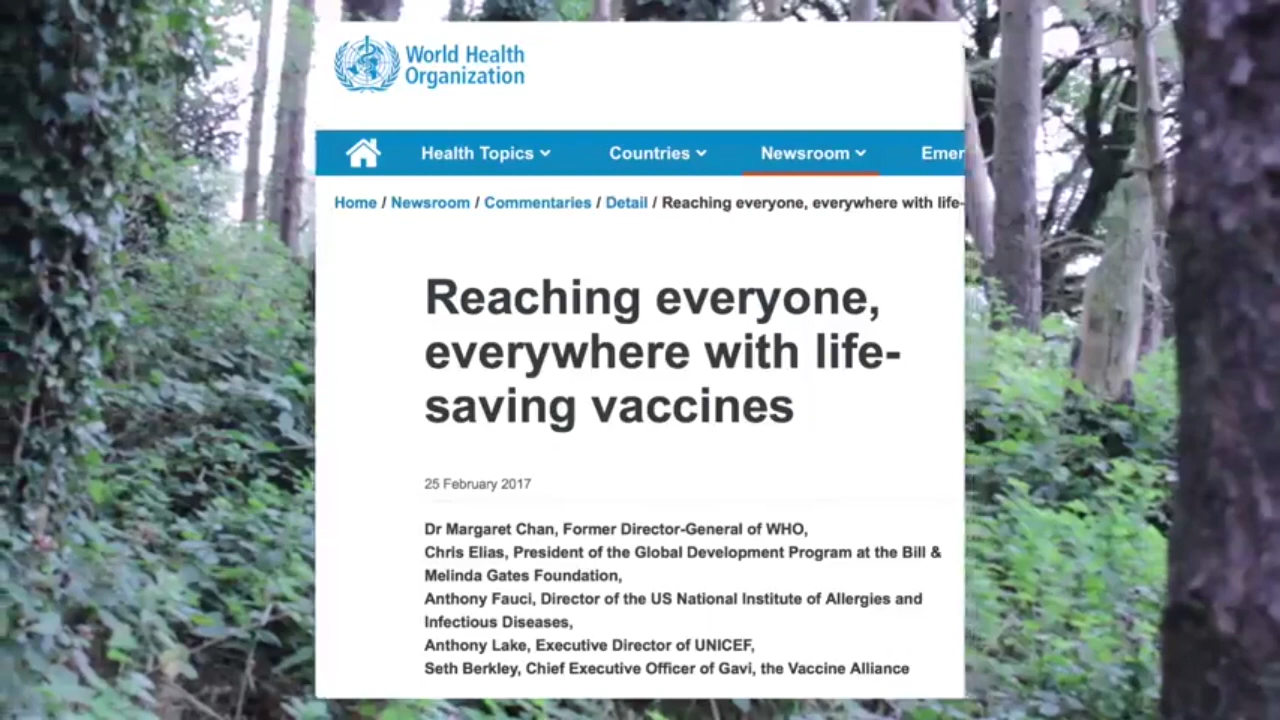 World Health
Organization
Health Topics
Countries
Newsroom
Emer
Home / Newsroom / Commentaries / Detail / Reaching everyone, everywhere with life-
Reaching everyone,
everywhere with life-
saving vaccines
25 February 2017
Dr Margaret Chan, Former Director-General of WHO,
Chris Elias, President of the Global Development Program at the Bill &
Melinda Gates Foundation,
Anthony Fauci, Director of the US National Institute of Allergies and
Infectious Diseases,
Anthony Lake, Executive Director of UNICEF,
Seth Berkley, Chief Executive Officer of Gavi, the Vaccine Alliance